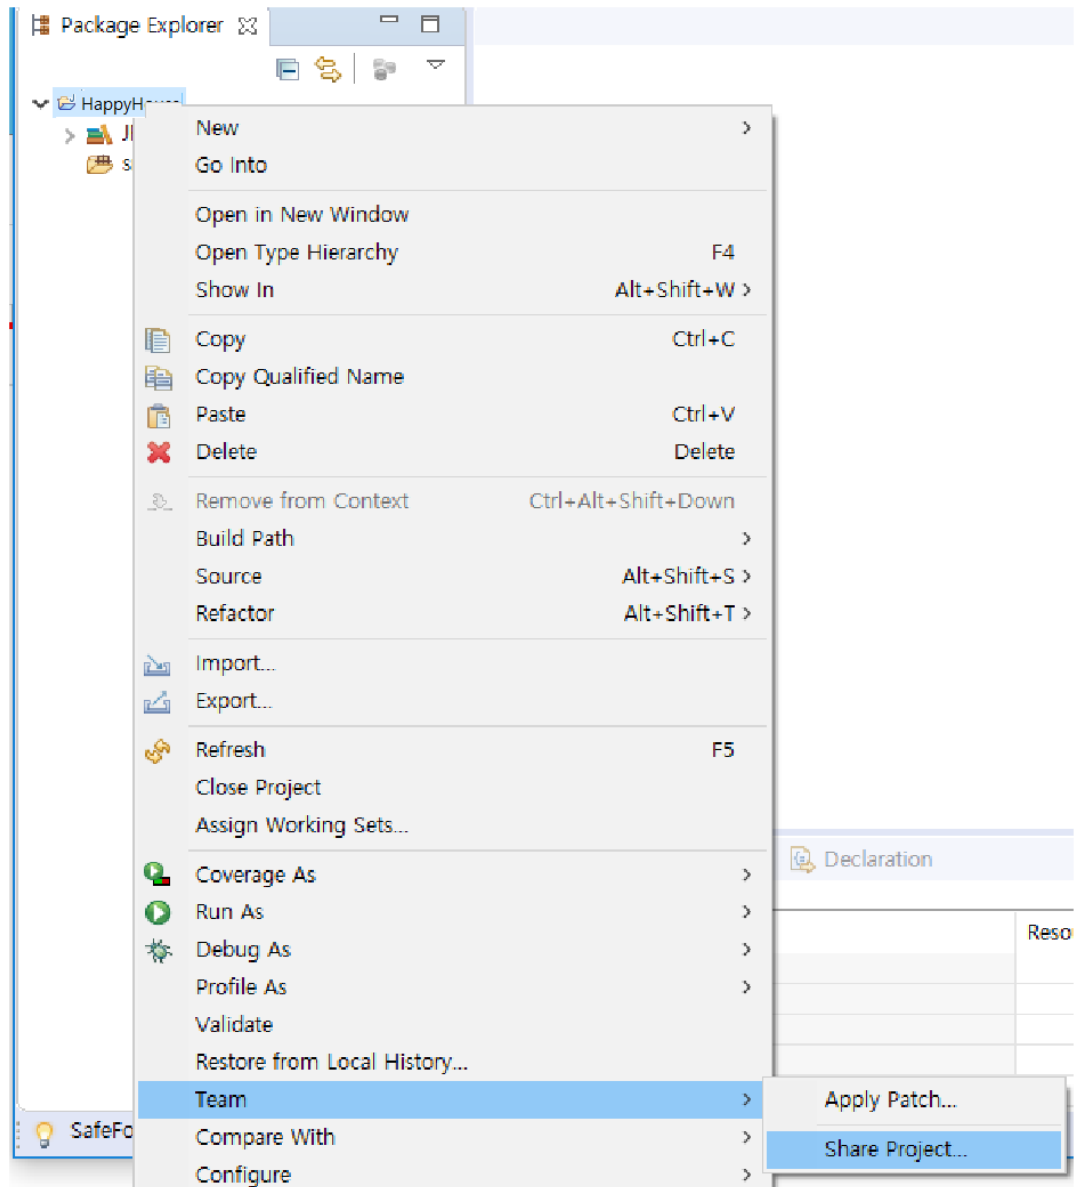 Package Explorer
New
Go Into
Open in New Window
Open Type Hierarchy F4
Show In Alt+Shift+W >
Copy Ctrl+C
Copy Qualified Name
Paste Ctrl+V
Delete Delete
Remove from Context Ctrl+Alt+Shift+Down
Build Path >
Source Alt+Shift+S >
Refactor Alt+Shift+T >
Import...
Export...
Refresh F5
Close Project
Assign Working Sets...
Declaration
Coverage As >
Run As >
Debug As >
Profile As >
Validate
Restore from Local History...
Team >
Apply Patch...
Compare With >
Share Project...
Configure >